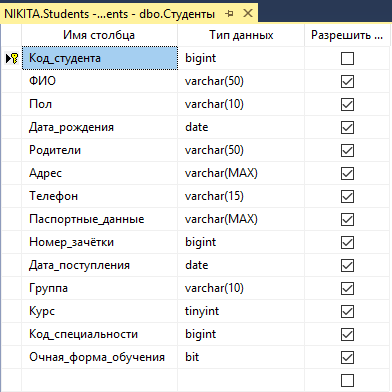 NIKITA.Students -...ents - dbo.Студенты
Имя столбца Тип данных Разрешить ...
Код_студента bigint
ФИО varchar(50)
Пол varchar(10)
Дата_рождения date
Родители varchar(50)
Адрес varchar(MAX)
Телефон varchar(15)
Паспортные_данные varchar(MAX)
Номер_зачётки bigint
Дата_поступления date
Группа varchar(10)
Курс tinyint
Код_специальности bigint
Очная_форма_обучения bit